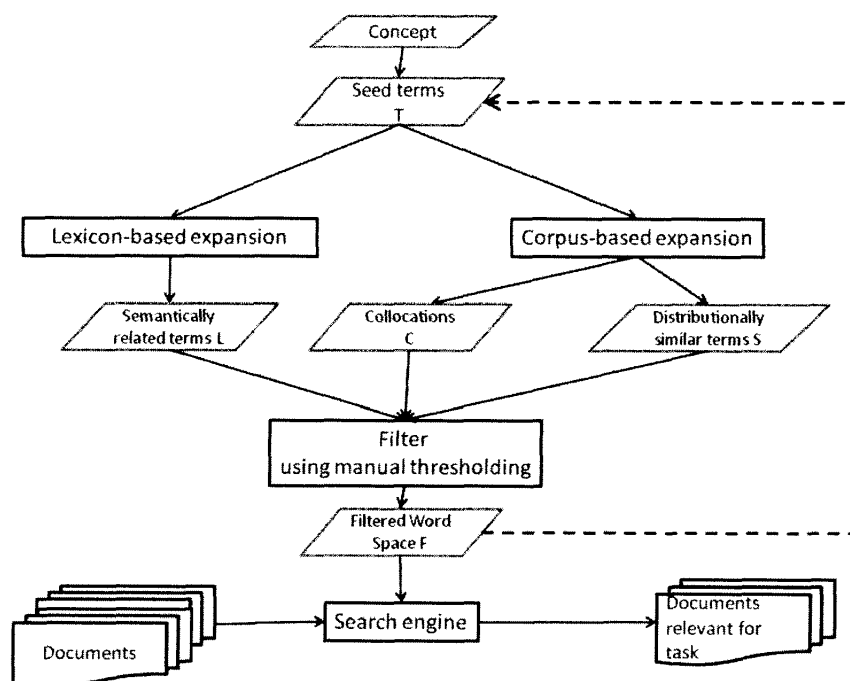 Concept
Seed terms
T
Lexicon-based expansion
Corpus-based expansion
Semantically
related terms L
Collocations
C
Distributionally
similar terms S
Filter
using manual thresholding
Filtered Word
Space F
Documents
Search engine
Documents
relevant for
task